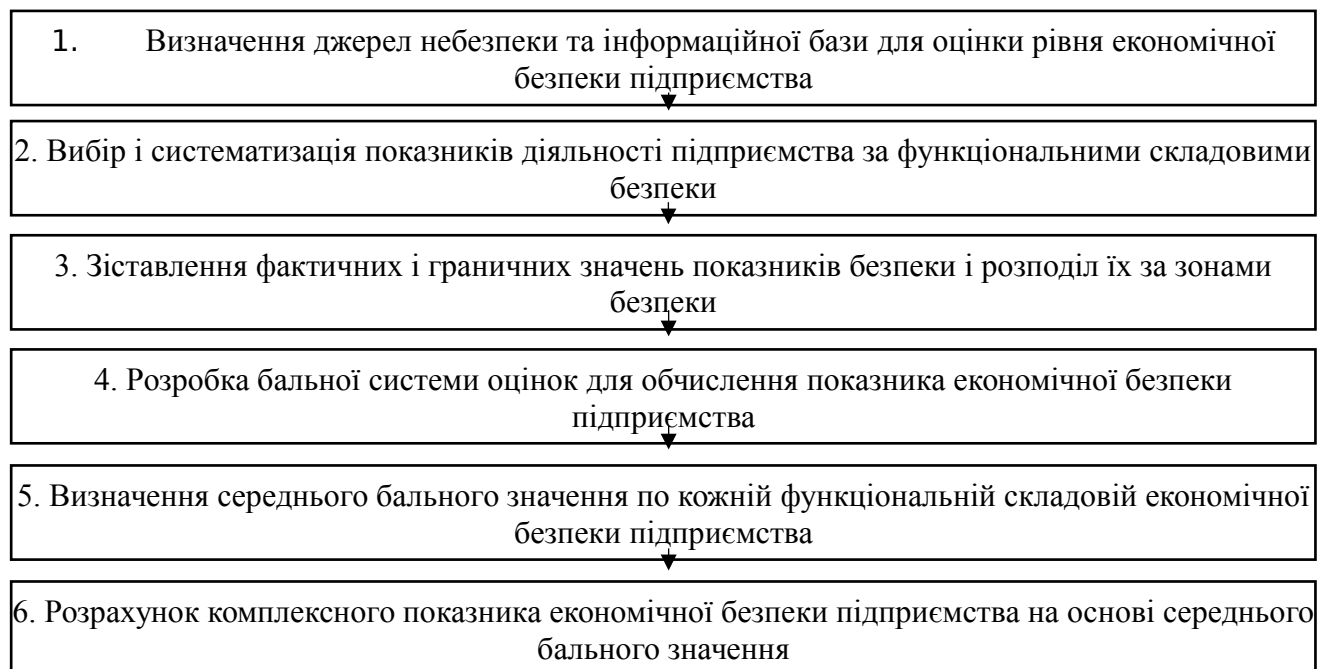 1. Визначення джерел небезпеки та інформаційної бази для оцінки рівня економічної
безпеки підприємства
2. Вибір і систематизація показників діяльності підприємства за функціональними складовими
безпеки
3. Зіставлення фактичних і граничних значень показників безпеки і розподіл їх за зонами
безпеки
4. Розробка бальної системи оцінок для обчислення показника економічної безпеки
підприємства
5. Визначення середнього бального значення по кожній функціональній складовій економічної
безпеки підприємства
6. Розрахунок комплексного показника економічної безпеки підприємства на основі середнього
бального значення